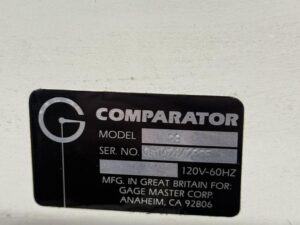 COMPARATOR
MODEL
SER. NO.
120V-60HZ
MFG. IN GREAT BRITAIN FOR:
GAGE MASTER CORP.
ANAHEIM, CA 92806